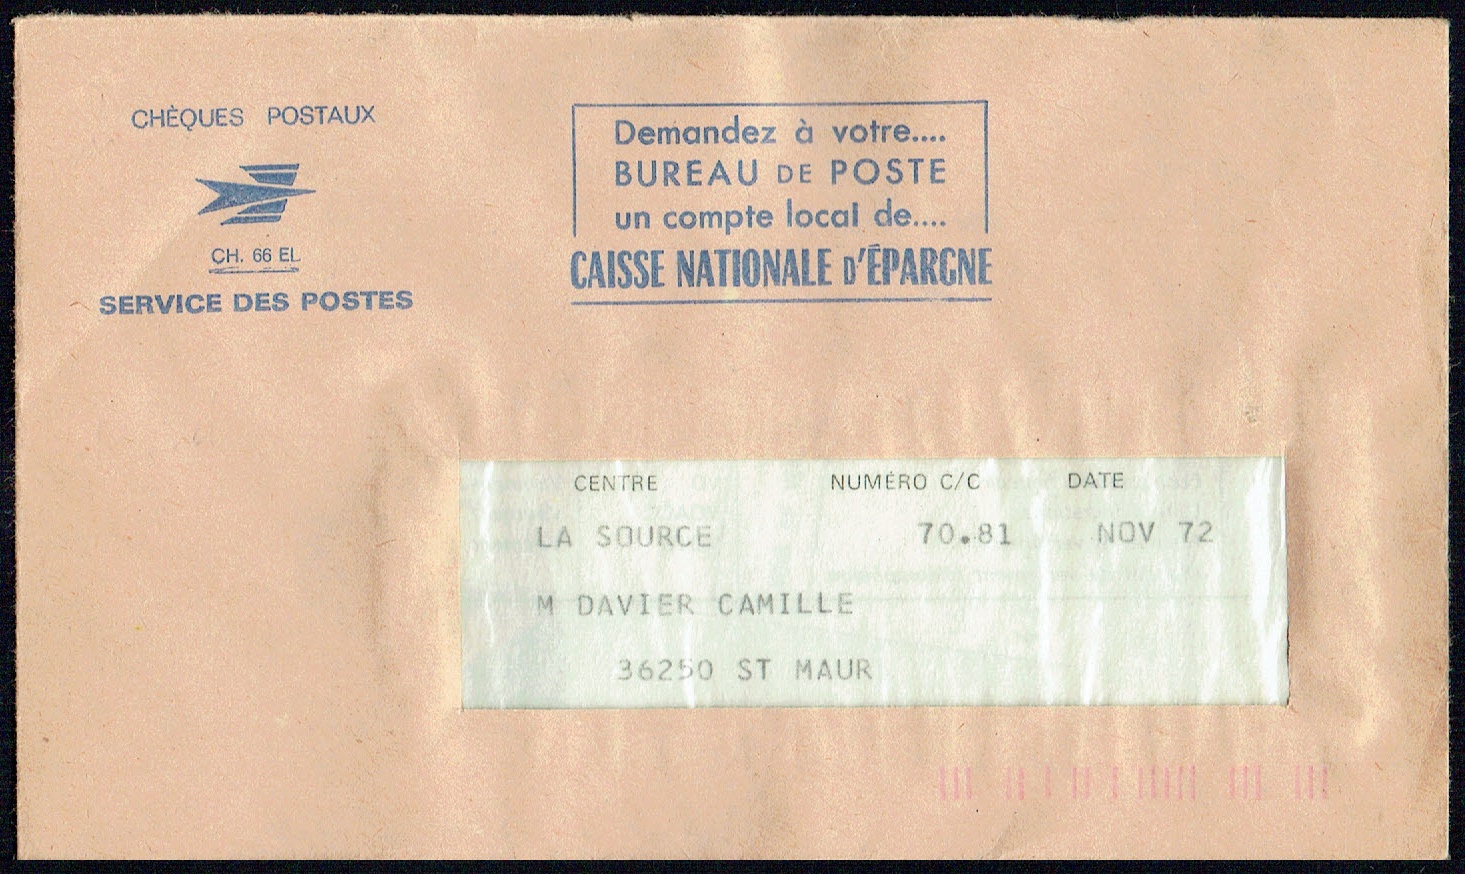 CHÈQUES POSTAUX
CH. 66 EL
SERVICE DES POSTES
Demandez à votre....
BUREAU DE POSTE
un compte local de....
CAISSE NATIONALE D'ÉPARGNE
CENTRE NUMÉRO C/C DATE
LA SOURCE 70.81 NOV 72
M DAVIER CAMILLE
36250 ST MAUR